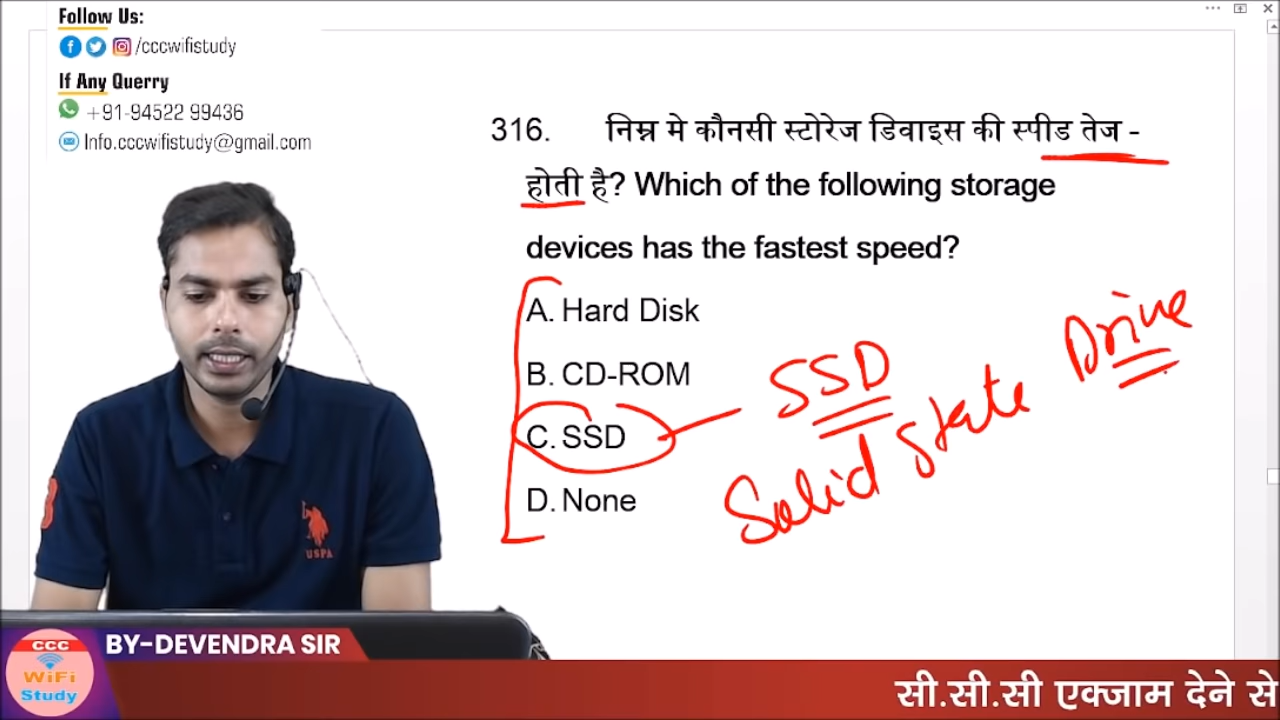 Follow Us:
/cccwifistudy
If Any Querry
+91-94522 99436
Info.cccwifistudy@gmail.com
316. निम्न मे कौनसी स्टोरेज डिवाइस की स्पीड तेज -
होती है? Which of the following storage
devices has the fastest speed?
A. Hard Disk
B. CD-ROM
C. SSD
D. None
SSD
Solid State Drive
USPA
CCC
WiFi
Study
BY-DEVENDRA SIR
सी.सी.सी एक्जाम देने से